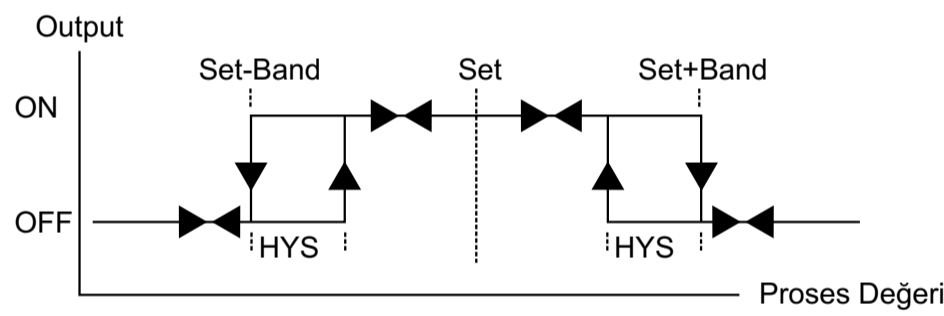 Output
Set-Band
Set
Set+Band
ON
OFF
HYS
HYS
Proses Değeri